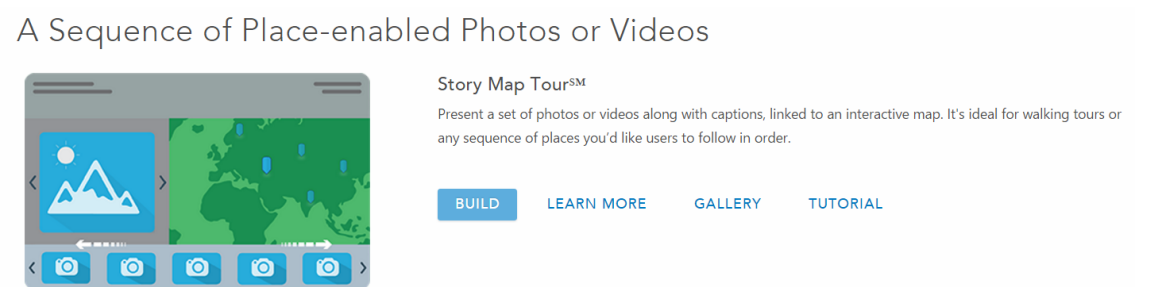 A Sequence of Place-enabled Photos or Videos
Story Map Tour℠
Present a set of photos or videos along with captions, linked to an interactive map. It's ideal for walking tours or
any sequence of places you'd like users to follow in order.
BUILD LEARN MORE GALLERY TUTORIAL